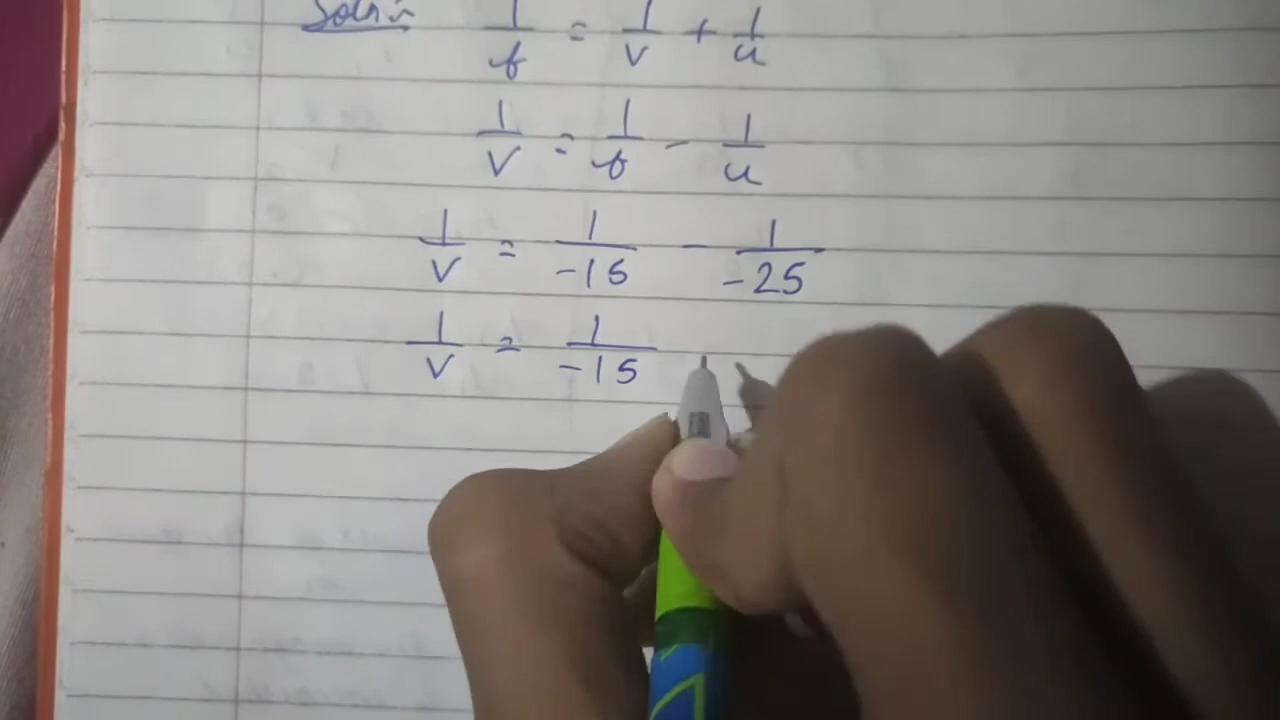 Soln:- 1/f = 1/v + 1/u
1/v = 1/f - 1/u
1/v = 1/-15 - 1/-25
1/v = 1/-15